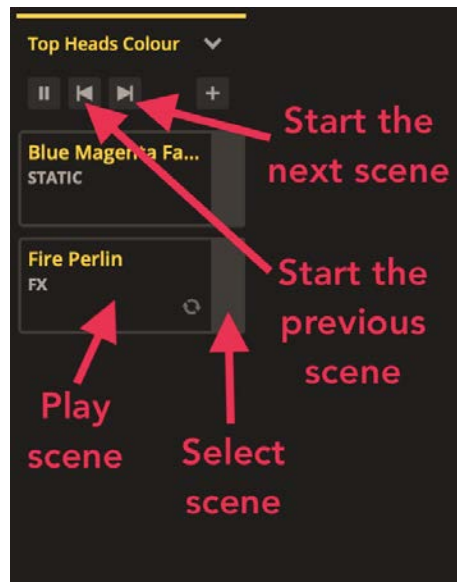 Top Heads Colour
Start the
next scene
Blue Magenta Fa...
STATIC
Fire Perlin
FX
Start the
previous
scene
Play
scene
Select
scene